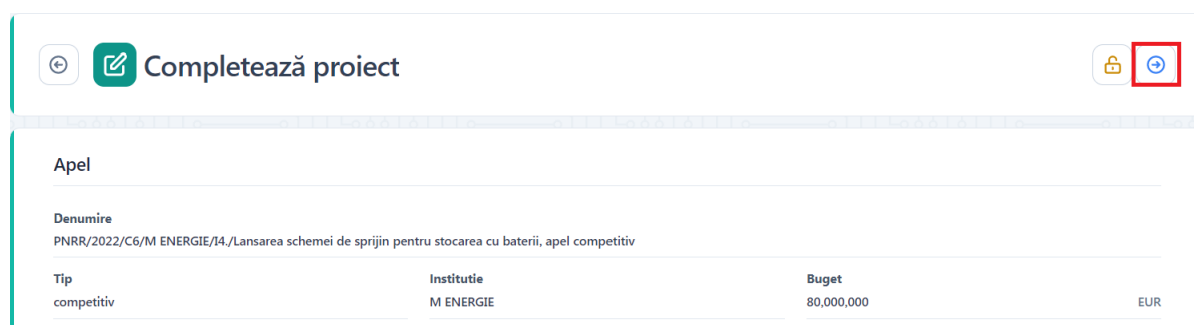 Completează proiect
Apel
Denumire
PNRR/2022/C6/M ENERGIE/I4./Lansarea schemei de sprijin pentru stocarea cu baterii, apel competitiv
Tip
Institutie
Buget
competitiv
M ENERGIE
80,000,000
EUR